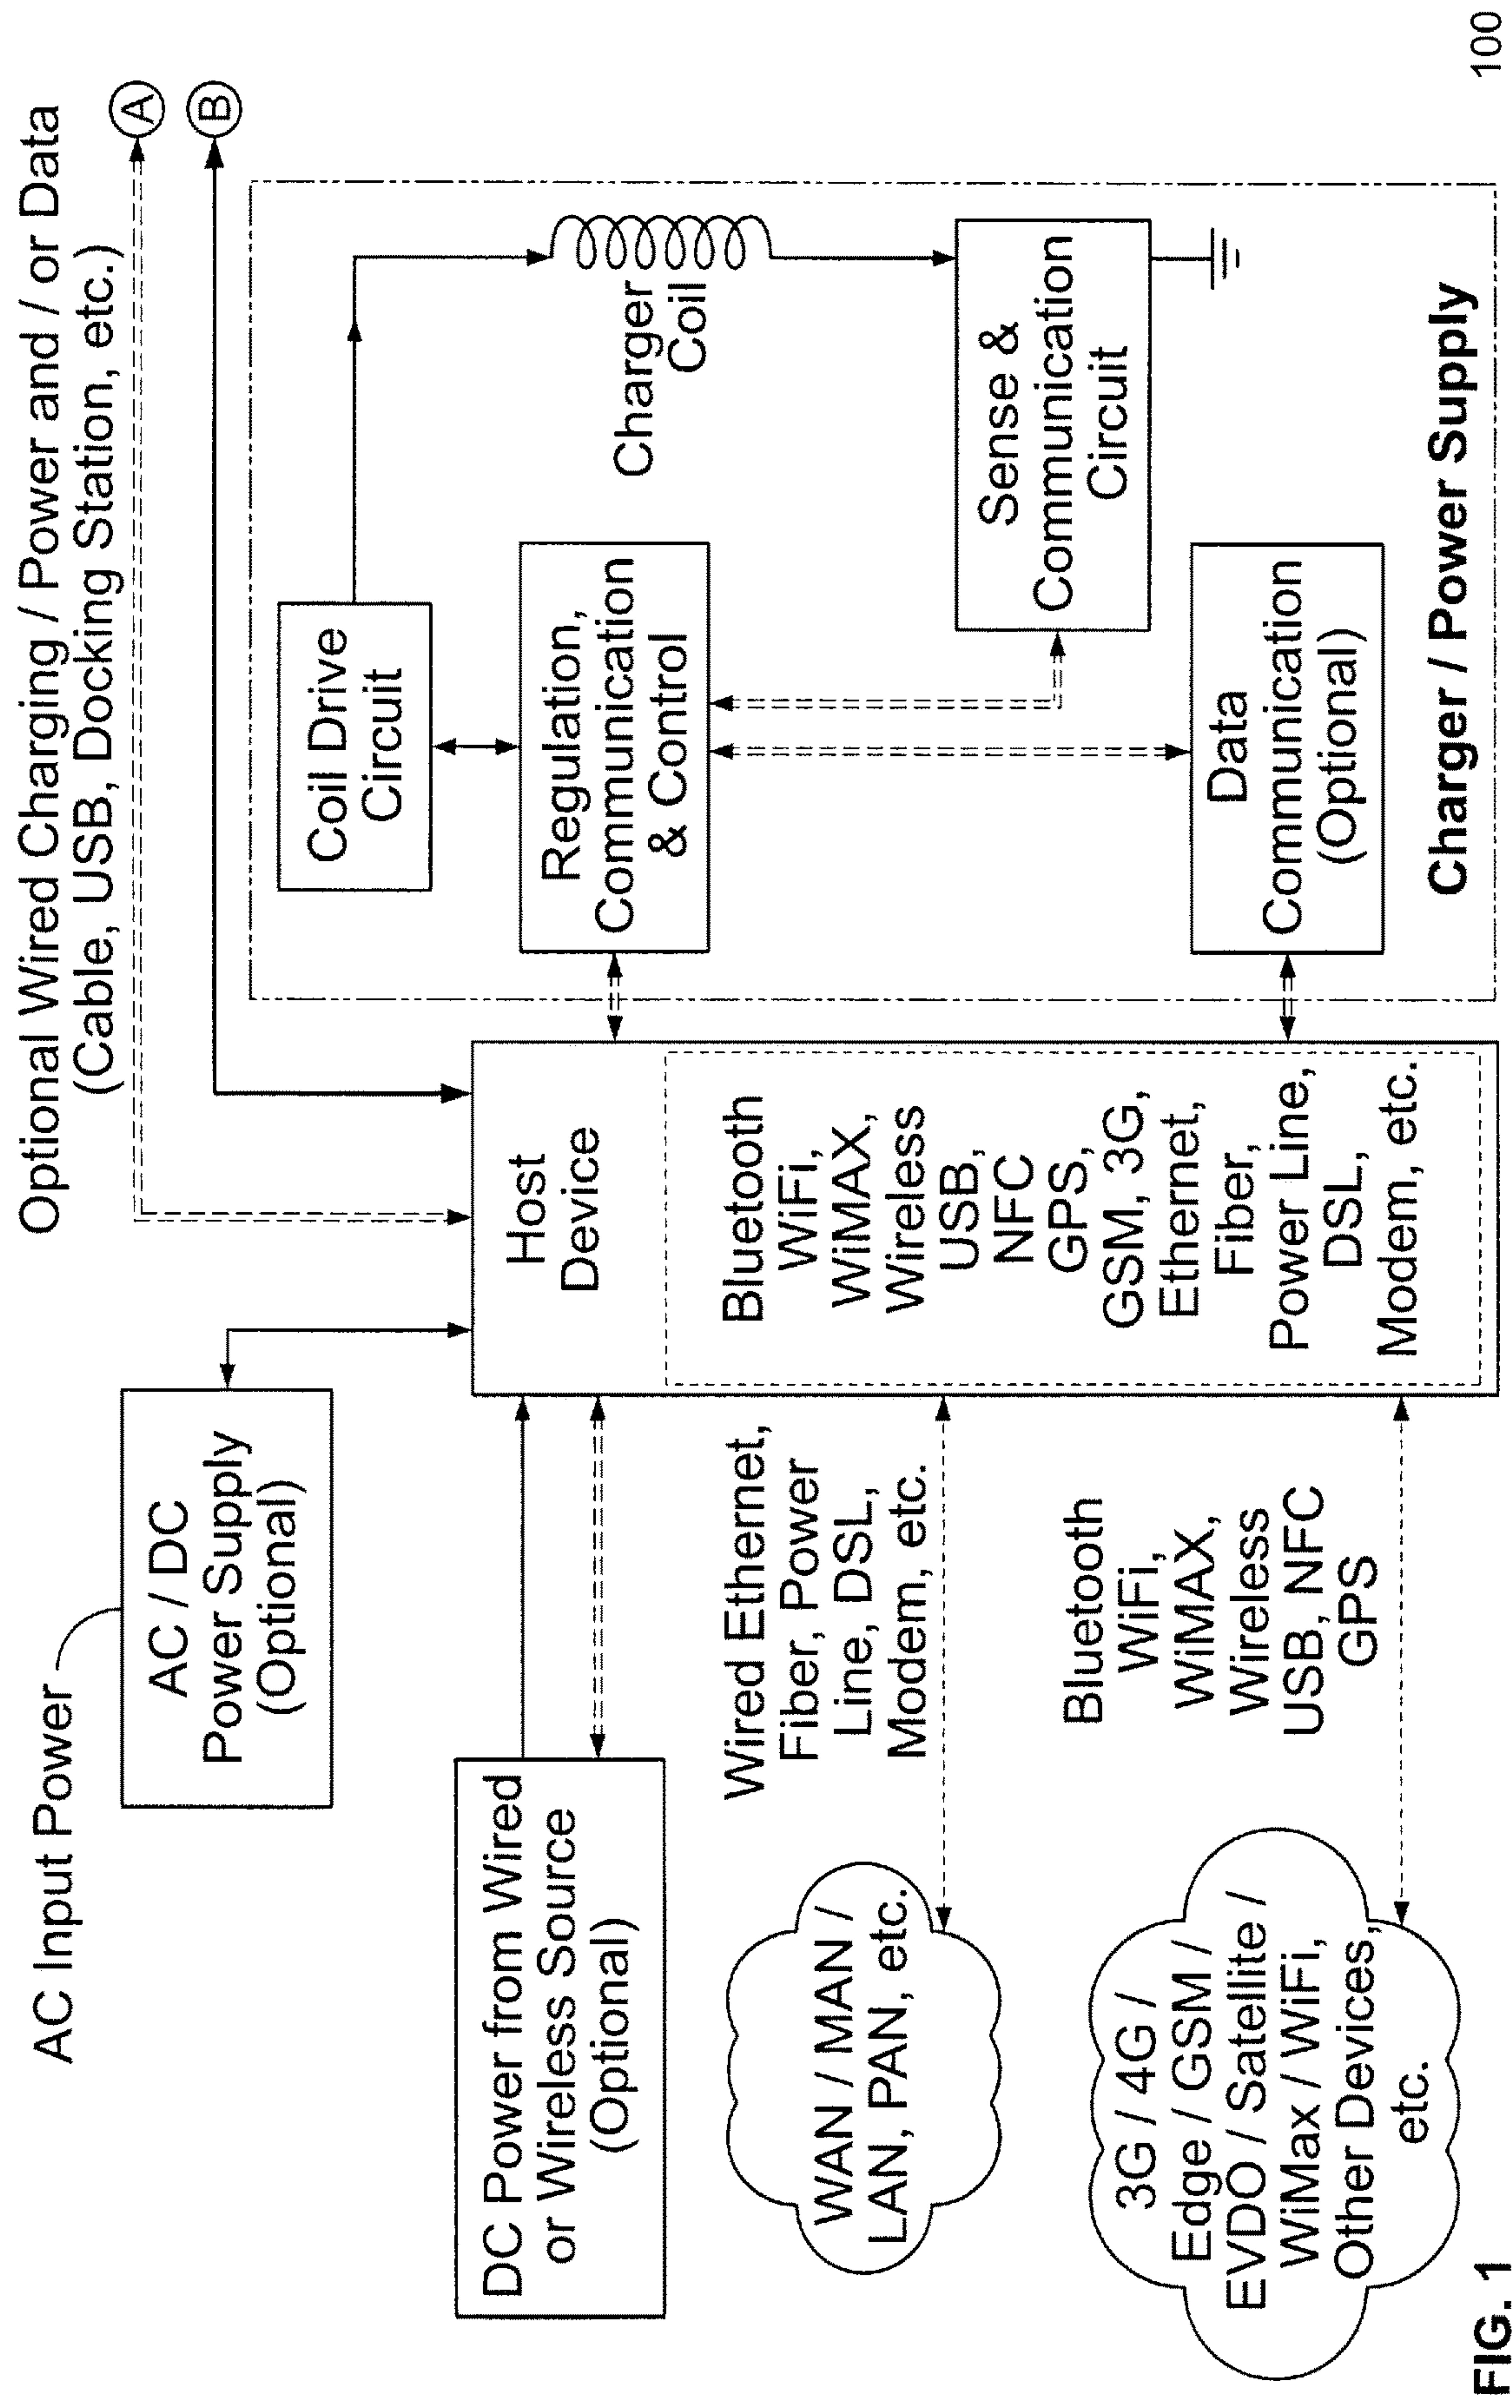 Optional Wired Charging / Power and / or Data
(Cable, USB, Docking Station, etc.)
A
B
AC Input Power
AC / DC
Power Supply
(Optional)
DC Power from Wired
or Wireless Source
(Optional)
WAN / MAN /
LAN, PAN, etc.
Wired Ethernet,
Fiber, Power
Line, DSL,
Modem, etc.
3G / 4G /
Edge / GSM /
EVDO / Satellite /
WiMax / WiFi,
Other Devices,
etc.
Bluetooth
WiFi,
WiMAX,
Wireless
USB, NFC
GPS
Host
Device
Bluetooth
WiFi,
WiMAX,
Wireless
USB,
NFC
GPS,
GSM, 3G,
Ethernet,
Fiber,
Power Line,
DSL,
Modem, etc.
Coil Drive
Circuit
Regulation,
Communication
& Control
Charger
Coil
Sense &
Communication
Circuit
Data
Communication
(Optional)
Charger / Power Supply
FIG. 1
100